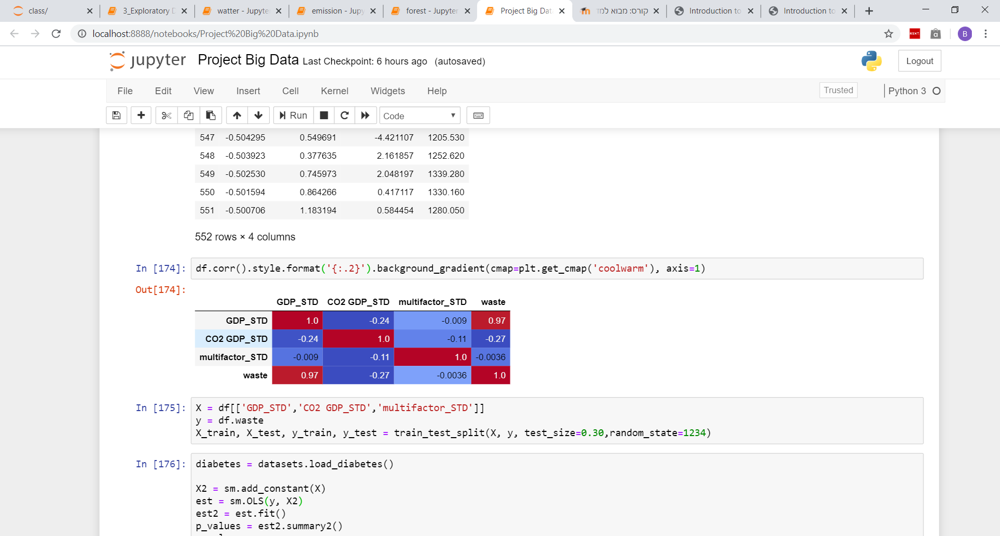 class/
3_Exploratory D
watter - Jupyte
emission - Jupy
forest - Jupyter
Project Big Dat
קורס: מבוא למד
Introduction to
Introduction to
localhost:8888/notebooks/Project%20Big%20Data.ipynb
NEXT
a
B
jupyter Project Big Data Last Checkpoint: 6 hours ago (autosaved)
Logout
File Edit View Insert Cell Kernel Widgets Help
Trusted
Python 3
Run
Code
547 -0.504295 0.549691 -4.421107 1205.530
548 -0.503923 0.377635 2.161857 1252.620
549 -0.502530 0.745973 2.048197 1339.280
550 -0.501594 0.864266 0.417117 1330.160
551 -0.500706 1.183194 0.584454 1280.050
552 rows × 4 columns
In [174]: df.corr().style.format('{:.2}').background_gradient(cmap=plt.get_cmap('coolwarm'), axis=1)
Out[174]:
GDP_STD CO2 GDP_STD multifactor_STD waste
GDP_STD 1.0 -0.24 -0.009 0.97
CO2 GDP_STD -0.24 1.0 -0.11 -0.27
multifactor_STD -0.009 -0.11 1.0 -0.0036
waste 0.97 -0.27 -0.0036 1.0
In [175]: X = df[['GDP_STD','CO2 GDP_STD','multifactor_STD']]
y = df.waste
X_train, X_test, y_train, y_test = train_test_split(X, y, test_size=0.30,random_state=1234)
In [176]: diabetes = datasets.load_diabetes()
X2 = sm.add_constant(X)
est = sm.OLS(y, X2)
est2 = est.fit()
p_values = est2.summary2()